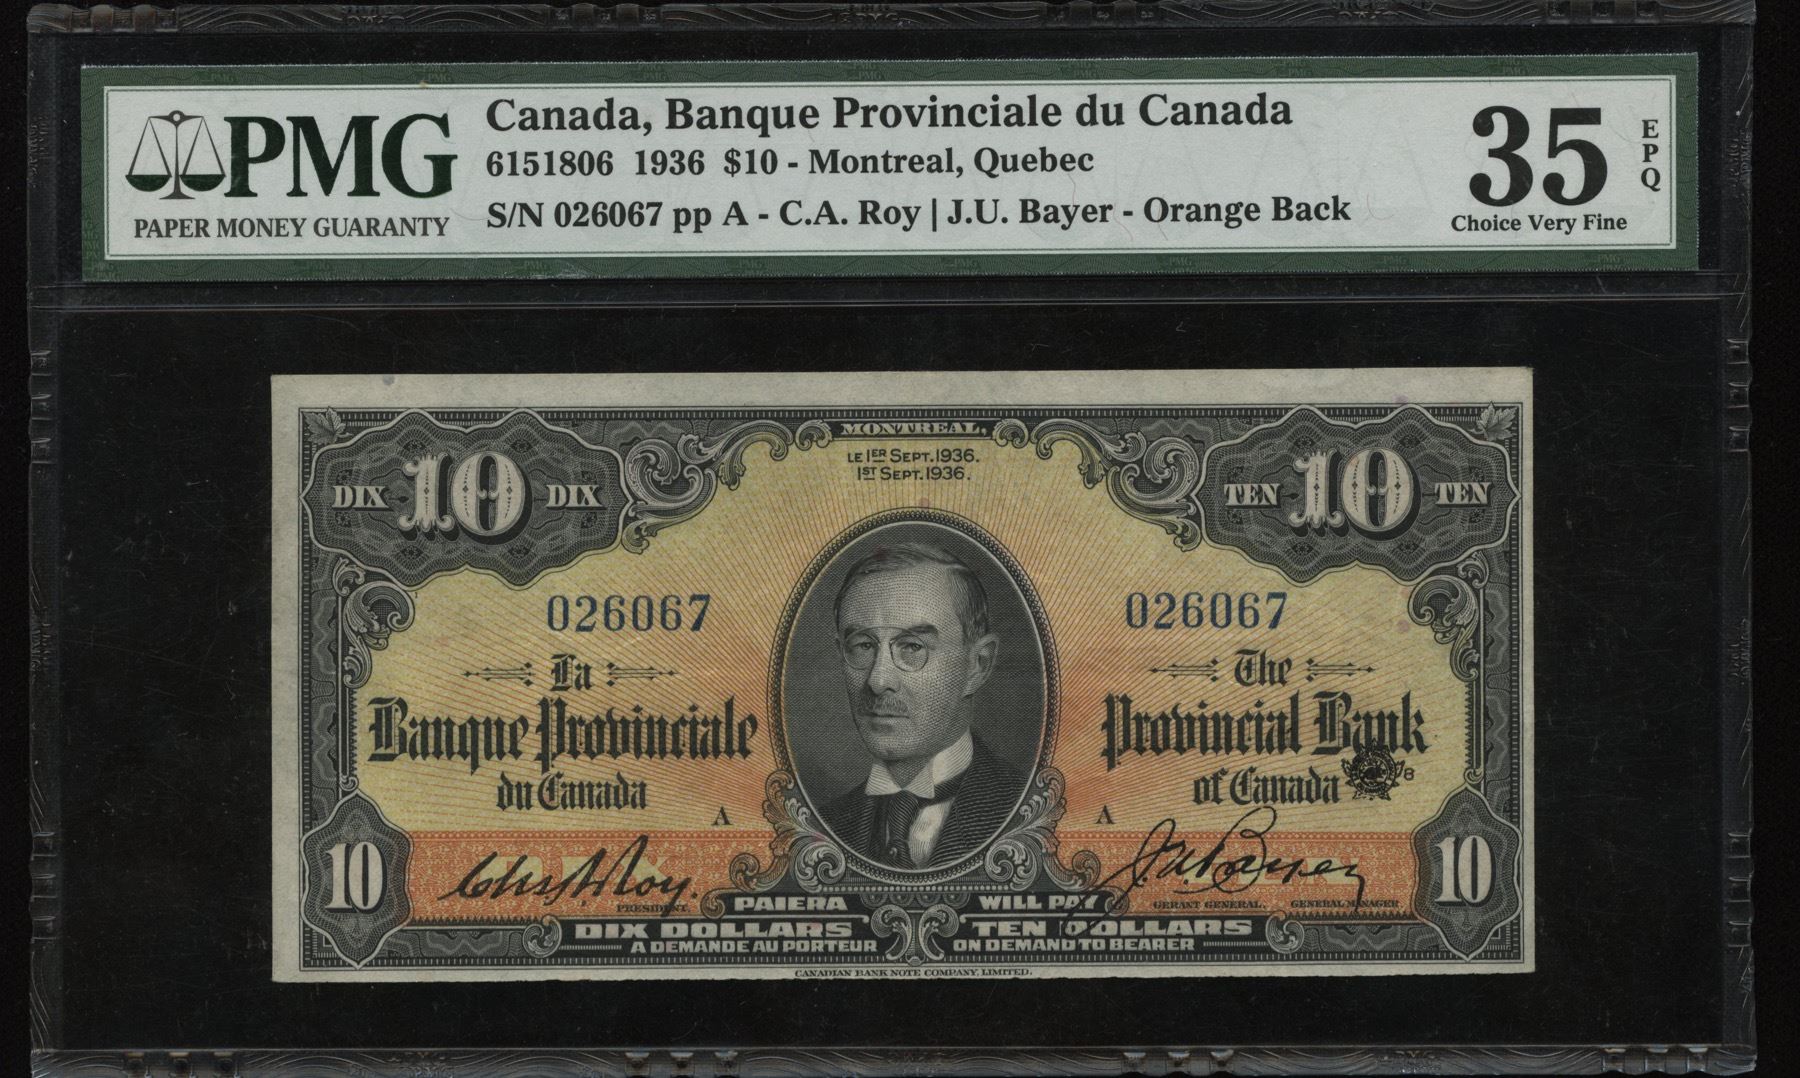 PMG
PAPER MONEY GUARANTY
Canada, Banque Provinciale du Canada
6151806 1936 $10 - Montreal, Quebec
S/N 026067 pp A - C.A. Roy | J.U. Bayer - Orange Back
35
EPQ
Choice Very Fine
MONTREAL,
LE 1ER SEPT. 1936.
1ST SEPT. 1936.
DIX 10 DIX
TEN 10 TEN
026067
026067
La
Banque Provinciale
du Canada
The
Provincial Bank
of Canada
8
A
A
10
Chs A Roy.
PRESIDENT.
J.U. Bayer
GERANT GENERAL. GENERAL MANAGER
10
PAIERA
WILL PAY
DIX DOLLARS
TEN DOLLARS
A DEMANDE AU PORTEUR
ON DEMAND TO BEARER
CANADIAN BANK NOTE COMPANY, LIMITED.